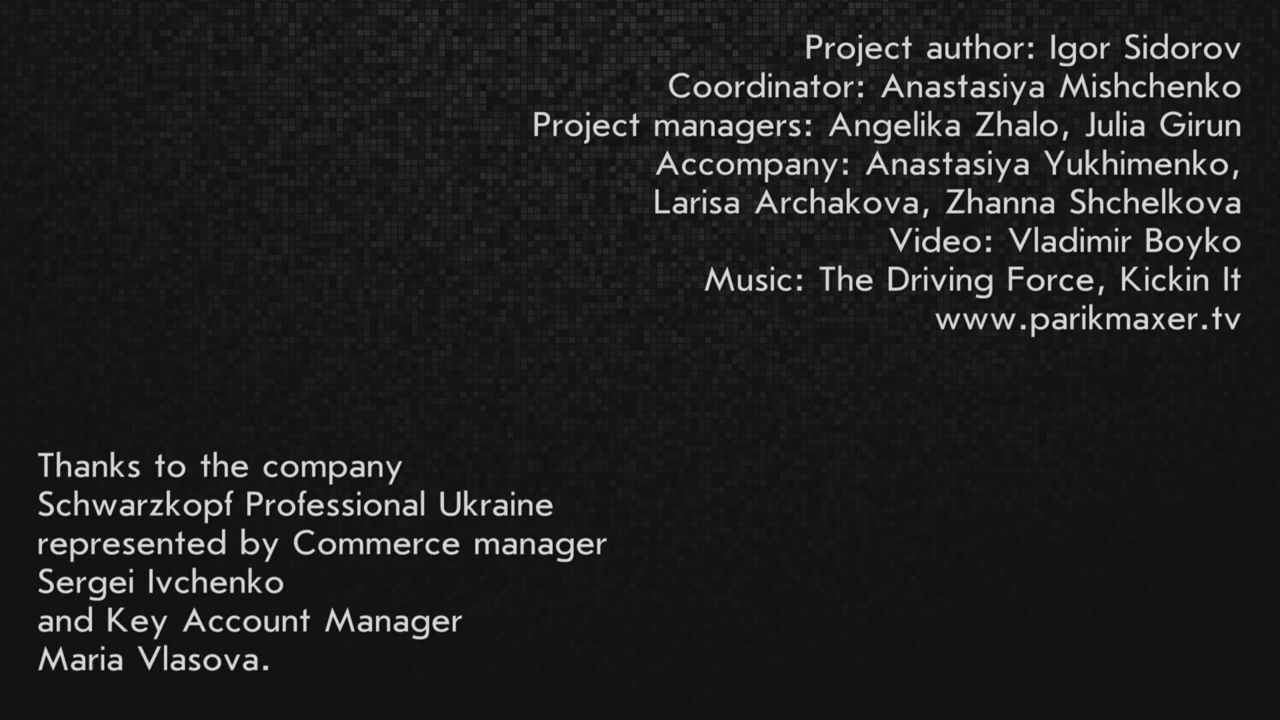 Project author: Igor Sidorov
Coordinator: Anastasiya Mishchenko
Project managers: Angelika Zhalo, Julia Girun
Accompany: Anastasiya Yukhimenko,
Larisa Archakova, Zhanna Shchelkova
Video: Vladimir Boyko
Music: The Driving Force, Kickin It
www.parikmaxer.tv
Thanks to the company
Schwarzkopf Professional Ukraine
represented by Commerce manager
Sergei Ivchenko
and Key Account Manager
Maria Vlasova.